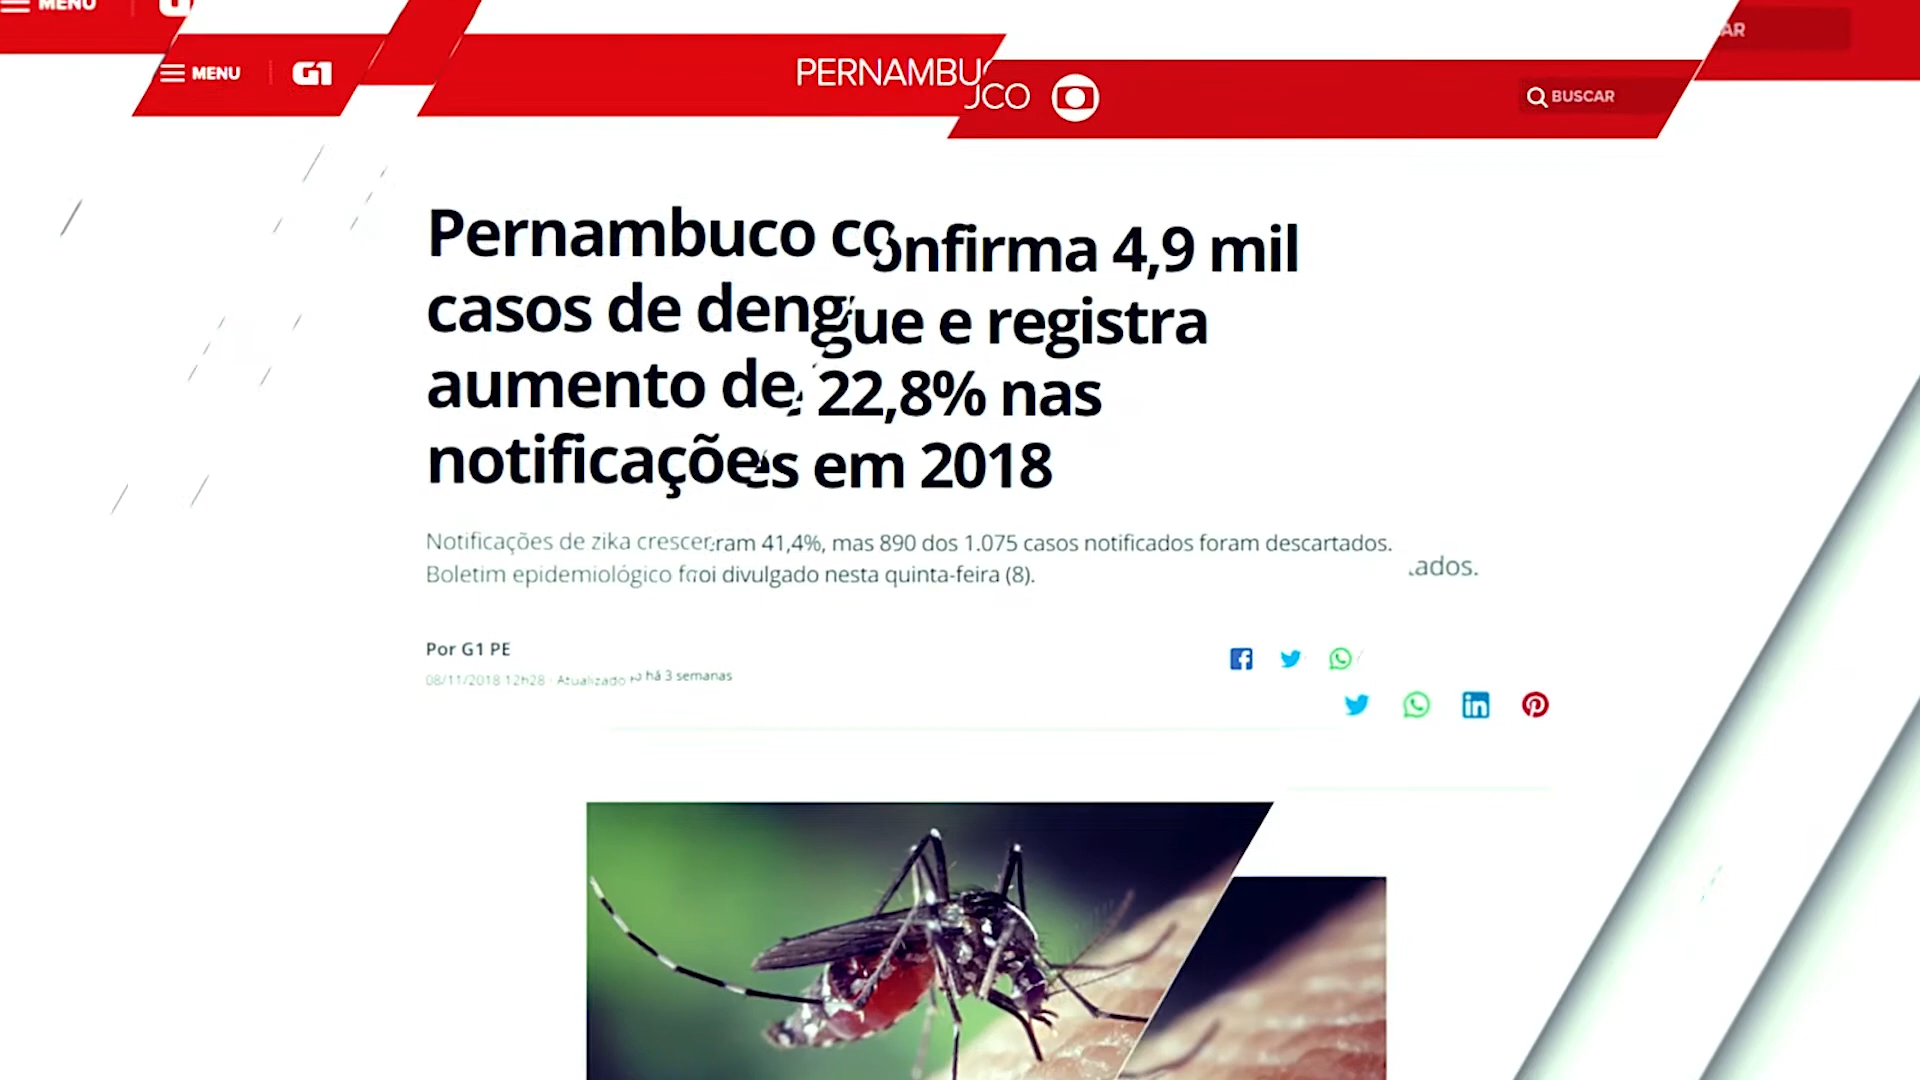 MENU
AR
MENU G1 PERNAMBUCO BUSCAR
Pernambuco confirma 4,9 mil
casos de dengue e registra
aumento de 22,8% nas
notificações em 2018
Notificações de zika cresceram 41,4%, mas 890 dos 1.075 casos notificados foram descartados.
tados.
Boletim epidemiológico foi divulgado nesta quinta-feira (8).
Por G1 PE
08/11/2018 12h28 · Atualizado há 3 semanas